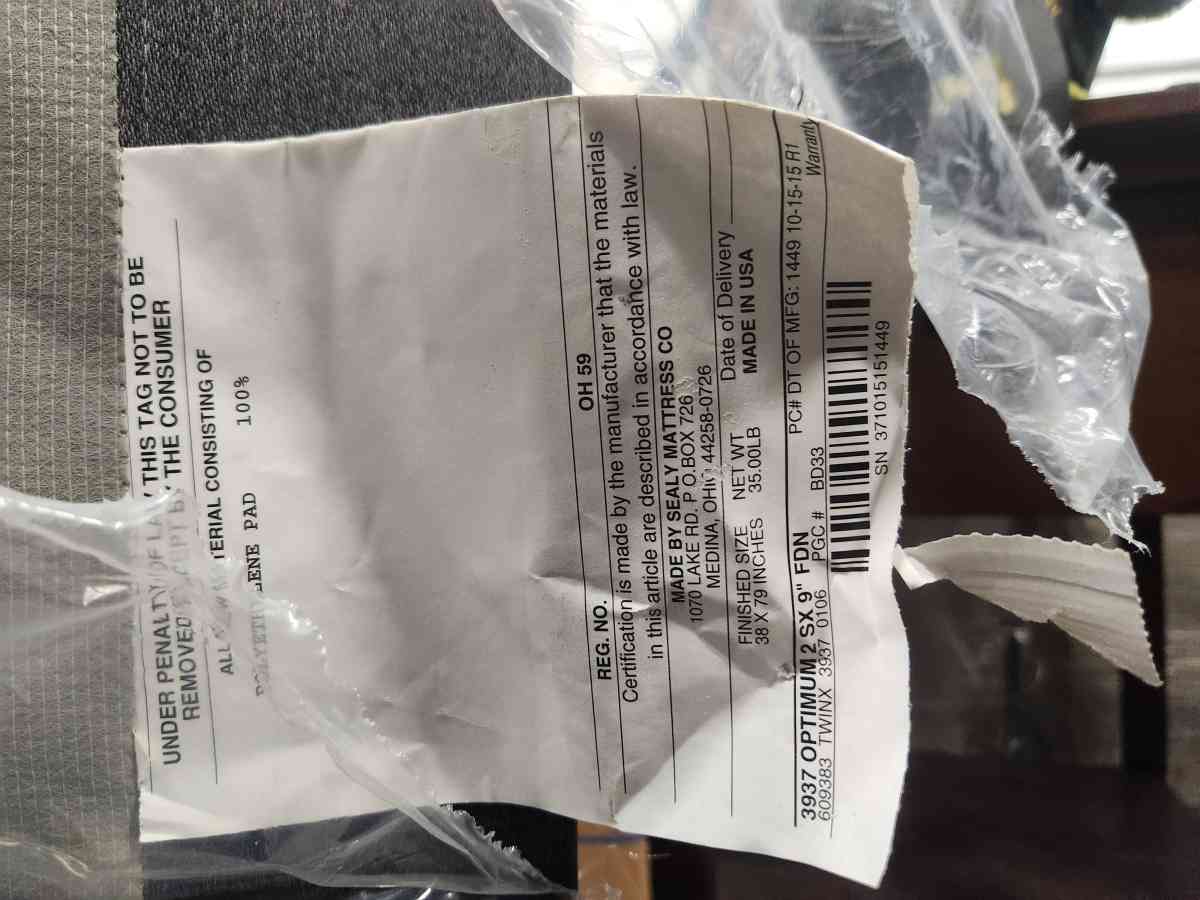 UNDER PENALTY OF LA THIS TAG NOT TO BE
REMOVED EXCEPT BY THE CONSUMER
ALL NEW MATERIAL CONSISTING OF
POLYETHYLENE PAD 100%
REG. NO. OH 59
Certification is made by the manufacturer that the materials
in this article are described in accordance with law.
MADE BY SEALY MATTRESS CO
1070 LAKE RD. P O BOX 726
MEDINA, OHIO 44258-0726
FINISHED SIZE NET WT Date of Delivery
38 X 79 INCHES 35.00LB MADE IN USA
3937 OPTIMUM 2 SX 9" FDN PC# DT OF MFG: 1449 10-15-15 R1
609383 TWINX 3937 0106 PGC # BD33 Warranty
SN 371015151449